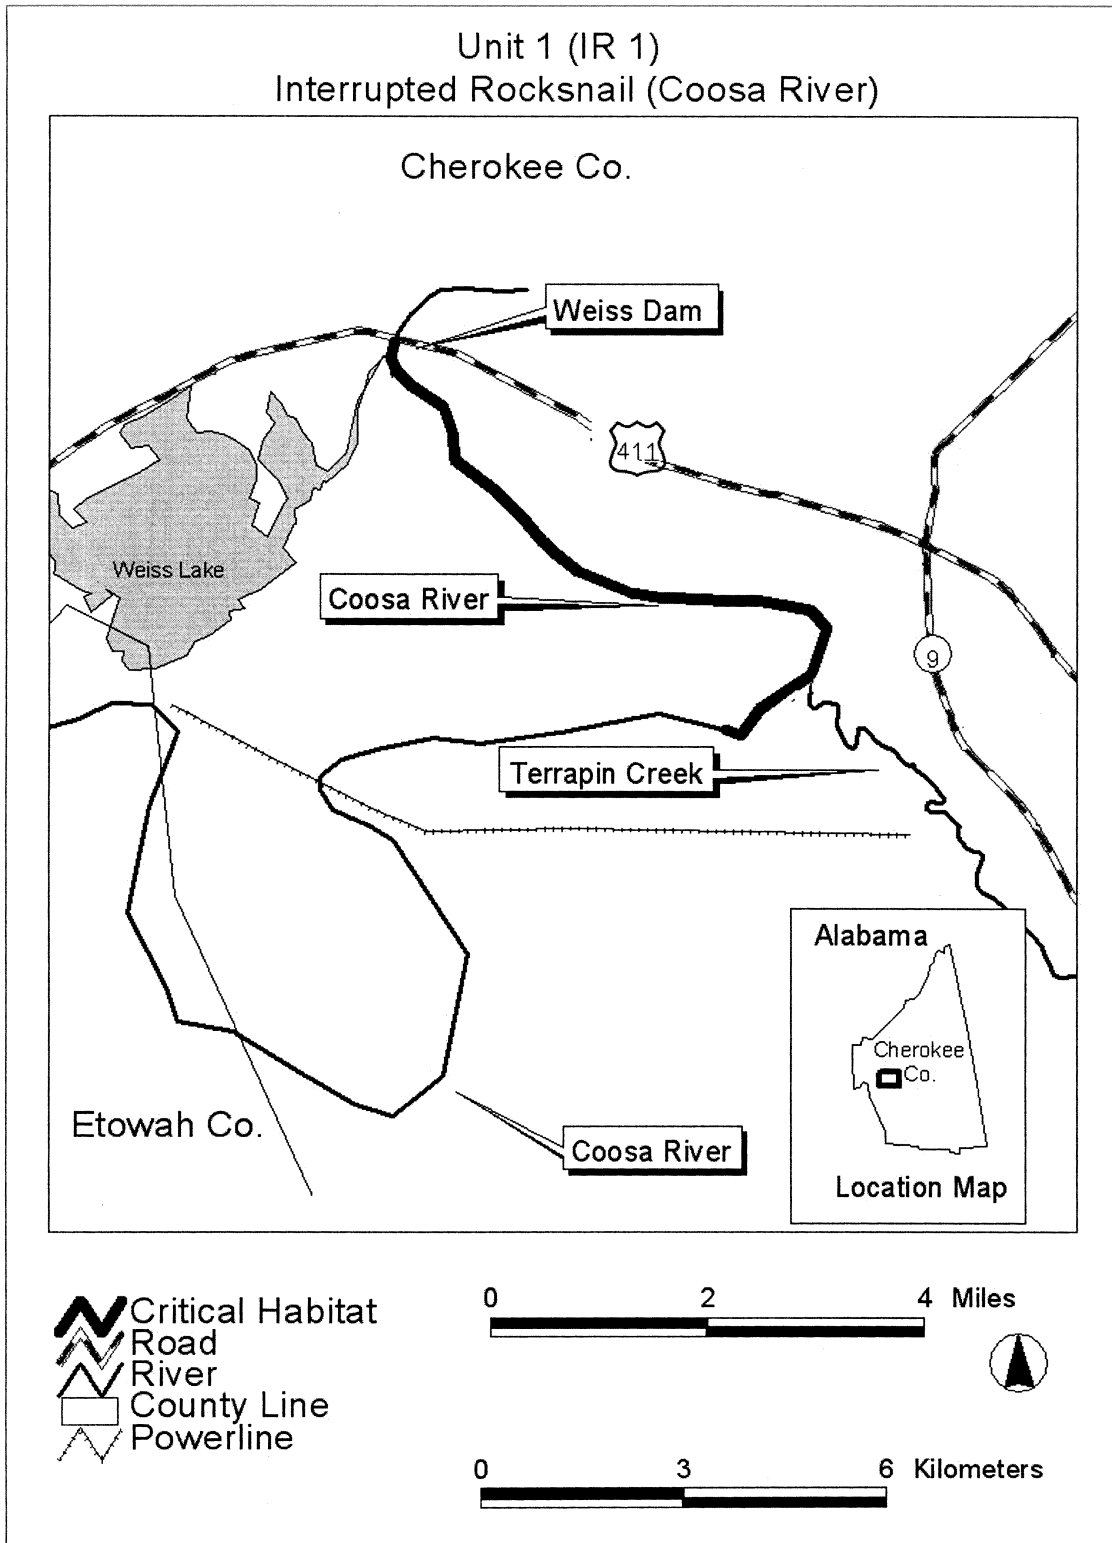 Unit 1 (IR 1)
Interrupted Rocksnail (Coosa River)
Cherokee Co.
Weiss Dam
411
Weiss Lake
Coosa River
9
Terrapin Creek
Alabama
Cherokee
Co.
Etowah Co.
Coosa River
Location Map
Critical Habitat
Road
River
County Line
Powerline
0 2 4 Miles
0 3 6 Kilometers